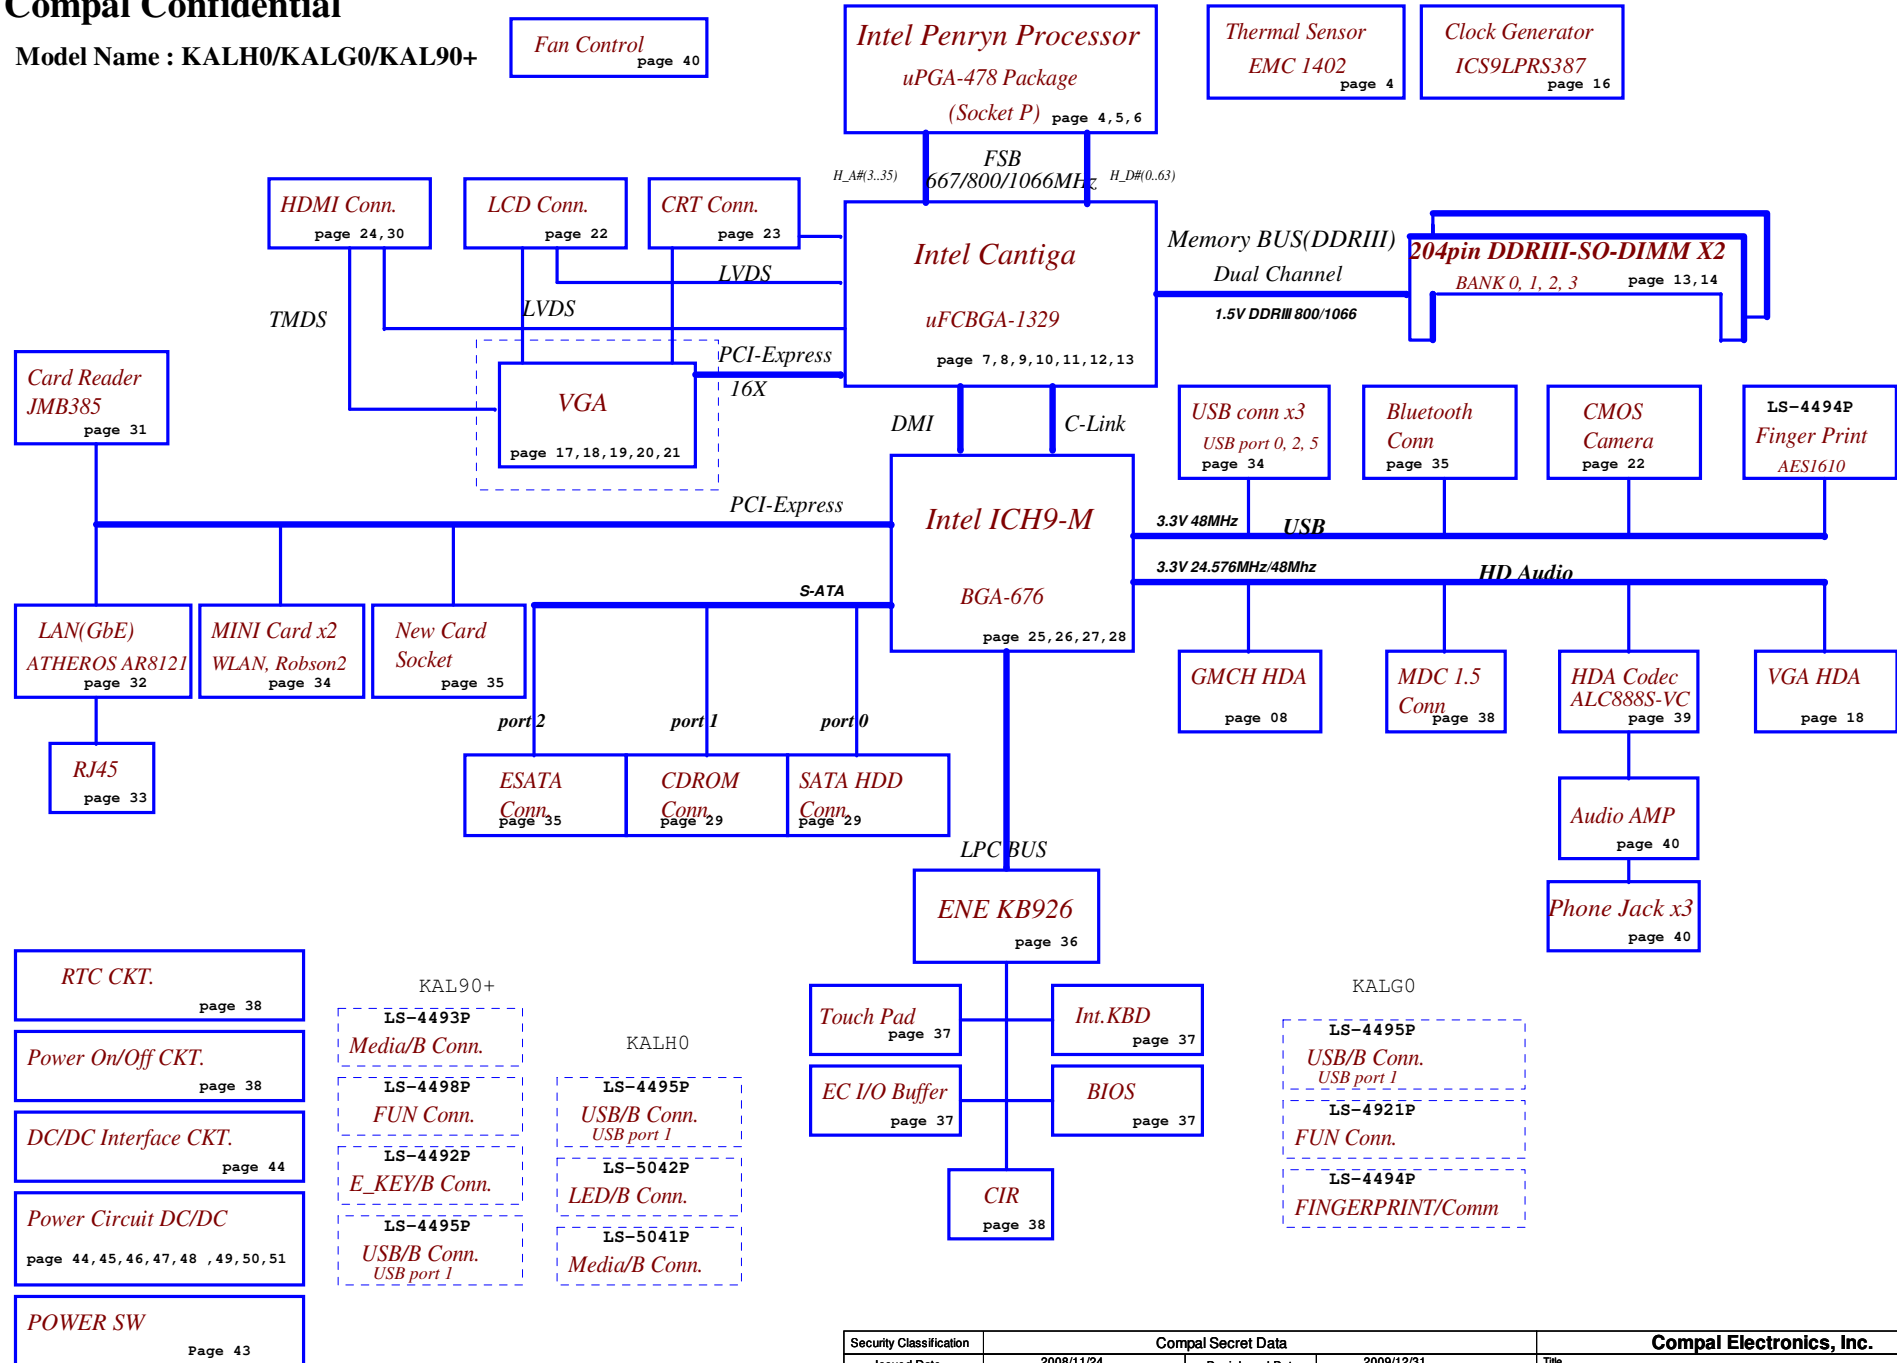 Compal Confidential
Model Name : KALH0/KALG0/KAL90+
Fan Control
page 40
Intel Penryn Processor
uPGA-478 Package
(Socket P) page 4,5,6
Thermal Sensor
EMC 1402
page 4
Clock Generator
ICS9LPRS387
page 16
H_A#(3..35)
FSB
667/800/1066MHz
H_D#(0..63)
HDMI Conn.
page 24,30
LCD Conn.
page 22
CRT Conn.
page 23
LVDS
LVDS
TMDS
Intel Cantiga
uFCBGA-1329
page 7,8,9,10,11,12,13
Memory BUS(DDRIII)
Dual Channel
1.5V DDRIII 800/1066
204pin DDRIII-SO-DIMM X2
BANK 0, 1, 2, 3
page 13,14
PCI-Express
16X
VGA
page 17,18,19,20,21
Card Reader
JMB385
page 31
DMI
C-Link
USB conn x3
USB port 0, 2, 5
page 34
Bluetooth
Conn
page 35
CMOS
Camera
page 22
LS-4494P
Finger Print
AES1610
PCI-Express
Intel ICH9-M
BGA-676
page 25,26,27,28
3.3V 48MHz
USB
3.3V 24.576MHz/48Mhz
HD Audio
S-ATA
LAN(GbE)
ATHEROS AR8121
page 32
MINI Card x2
WLAN, Robson2
page 34
New Card
Socket
page 35
RJ45
page 33
port 2
port 1
port 0
ESATA
Conn.
page 35
CDROM
Conn.
page 29
SATA HDD
Conn.
page 29
GMCH HDA
page 08
MDC 1.5
Conn
page 38
HDA Codec
ALC888S-VC
page 39
VGA HDA
page 18
Audio AMP
page 40
Phone Jack x3
page 40
LPC BUS
ENE KB926
page 36
Touch Pad
page 37
Int.KBD
page 37
EC I/O Buffer
page 37
BIOS
page 37
CIR
page 38
RTC CKT.
page 38
Power On/Off CKT.
page 38
DC/DC Interface CKT.
page 44
Power Circuit DC/DC
page 44,45,46,47,48 ,49,50,51
POWER SW
Page 43
KAL90+
LS-4493P
Media/B Conn.
LS-4498P
FUN Conn.
LS-4492P
E_KEY/B Conn.
LS-4495P
USB/B Conn.
USB port 1
KALH0
LS-4495P
USB/B Conn.
USB port 1
LS-5042P
LED/B Conn.
LS-5041P
Media/B Conn.
KALG0
LS-4495P
USB/B Conn.
USB port 1
LS-4921P
FUN Conn.
LS-4494P
FINGERPRINT/Comm
Security Classification
Compal Secret Data
Compal Electronics, Inc.
2008/11/24
2009/12/31
Title